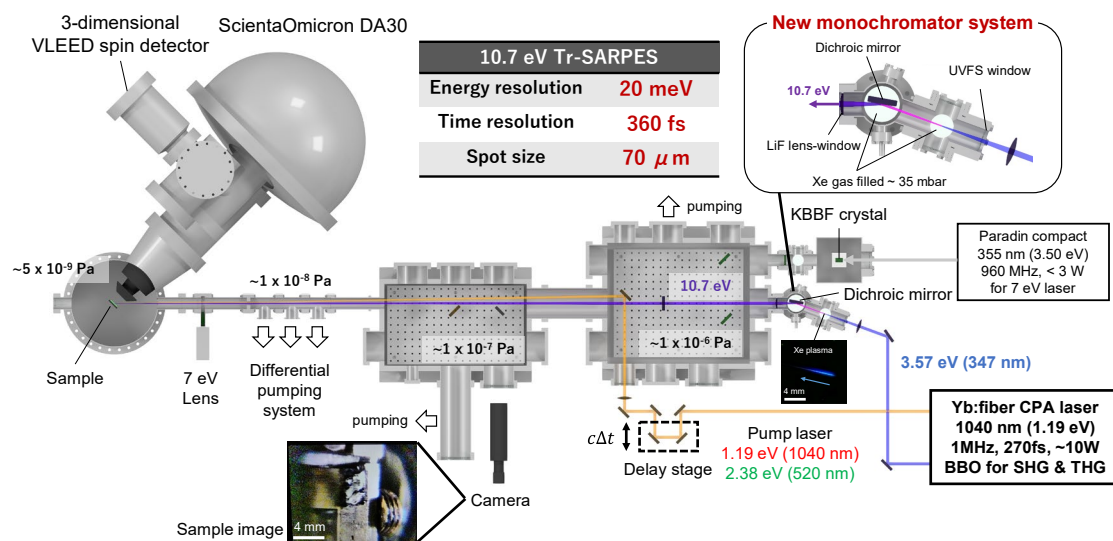 3-dimensional
VLEED spin detector
ScientaOmicron DA30
10.7 eV Tr-SARPES
Energy resolution 20 meV
Time resolution 360 fs
Spot size 70 μm
New monochromator system
Dichroic mirror
UVFS window
10.7 eV
LiF lens-window
Xe gas filled ~ 35 mbar
pumping
KBBF crystal
Paradin compact
355 nm (3.50 eV)
960 MHz, < 3 W
for 7 eV laser
~5 x 10⁻⁹ Pa
~1 x 10⁻⁸ Pa
10.7 eV
Dichroic mirror
~1 x 10⁻⁷ Pa
~1 x 10⁻⁶ Pa
Sample
7 eV
Lens
Differential
pumping
system
Xe plasma
4 mm
3.57 eV (347 nm)
pumping
cΔt
Delay stage
Pump laser
1.19 eV (1040 nm)
2.38 eV (520 nm)
Yb:fiber CPA laser
1040 nm (1.19 eV)
1MHz, 270fs, ~10W
BBO for SHG & THG
Camera
Sample image
4 mm